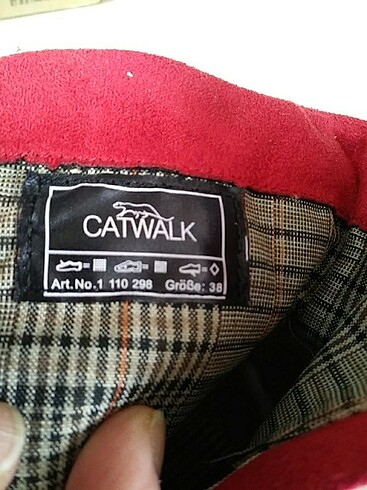 CATWALK
Art.No.1 110 298 Größe: 38